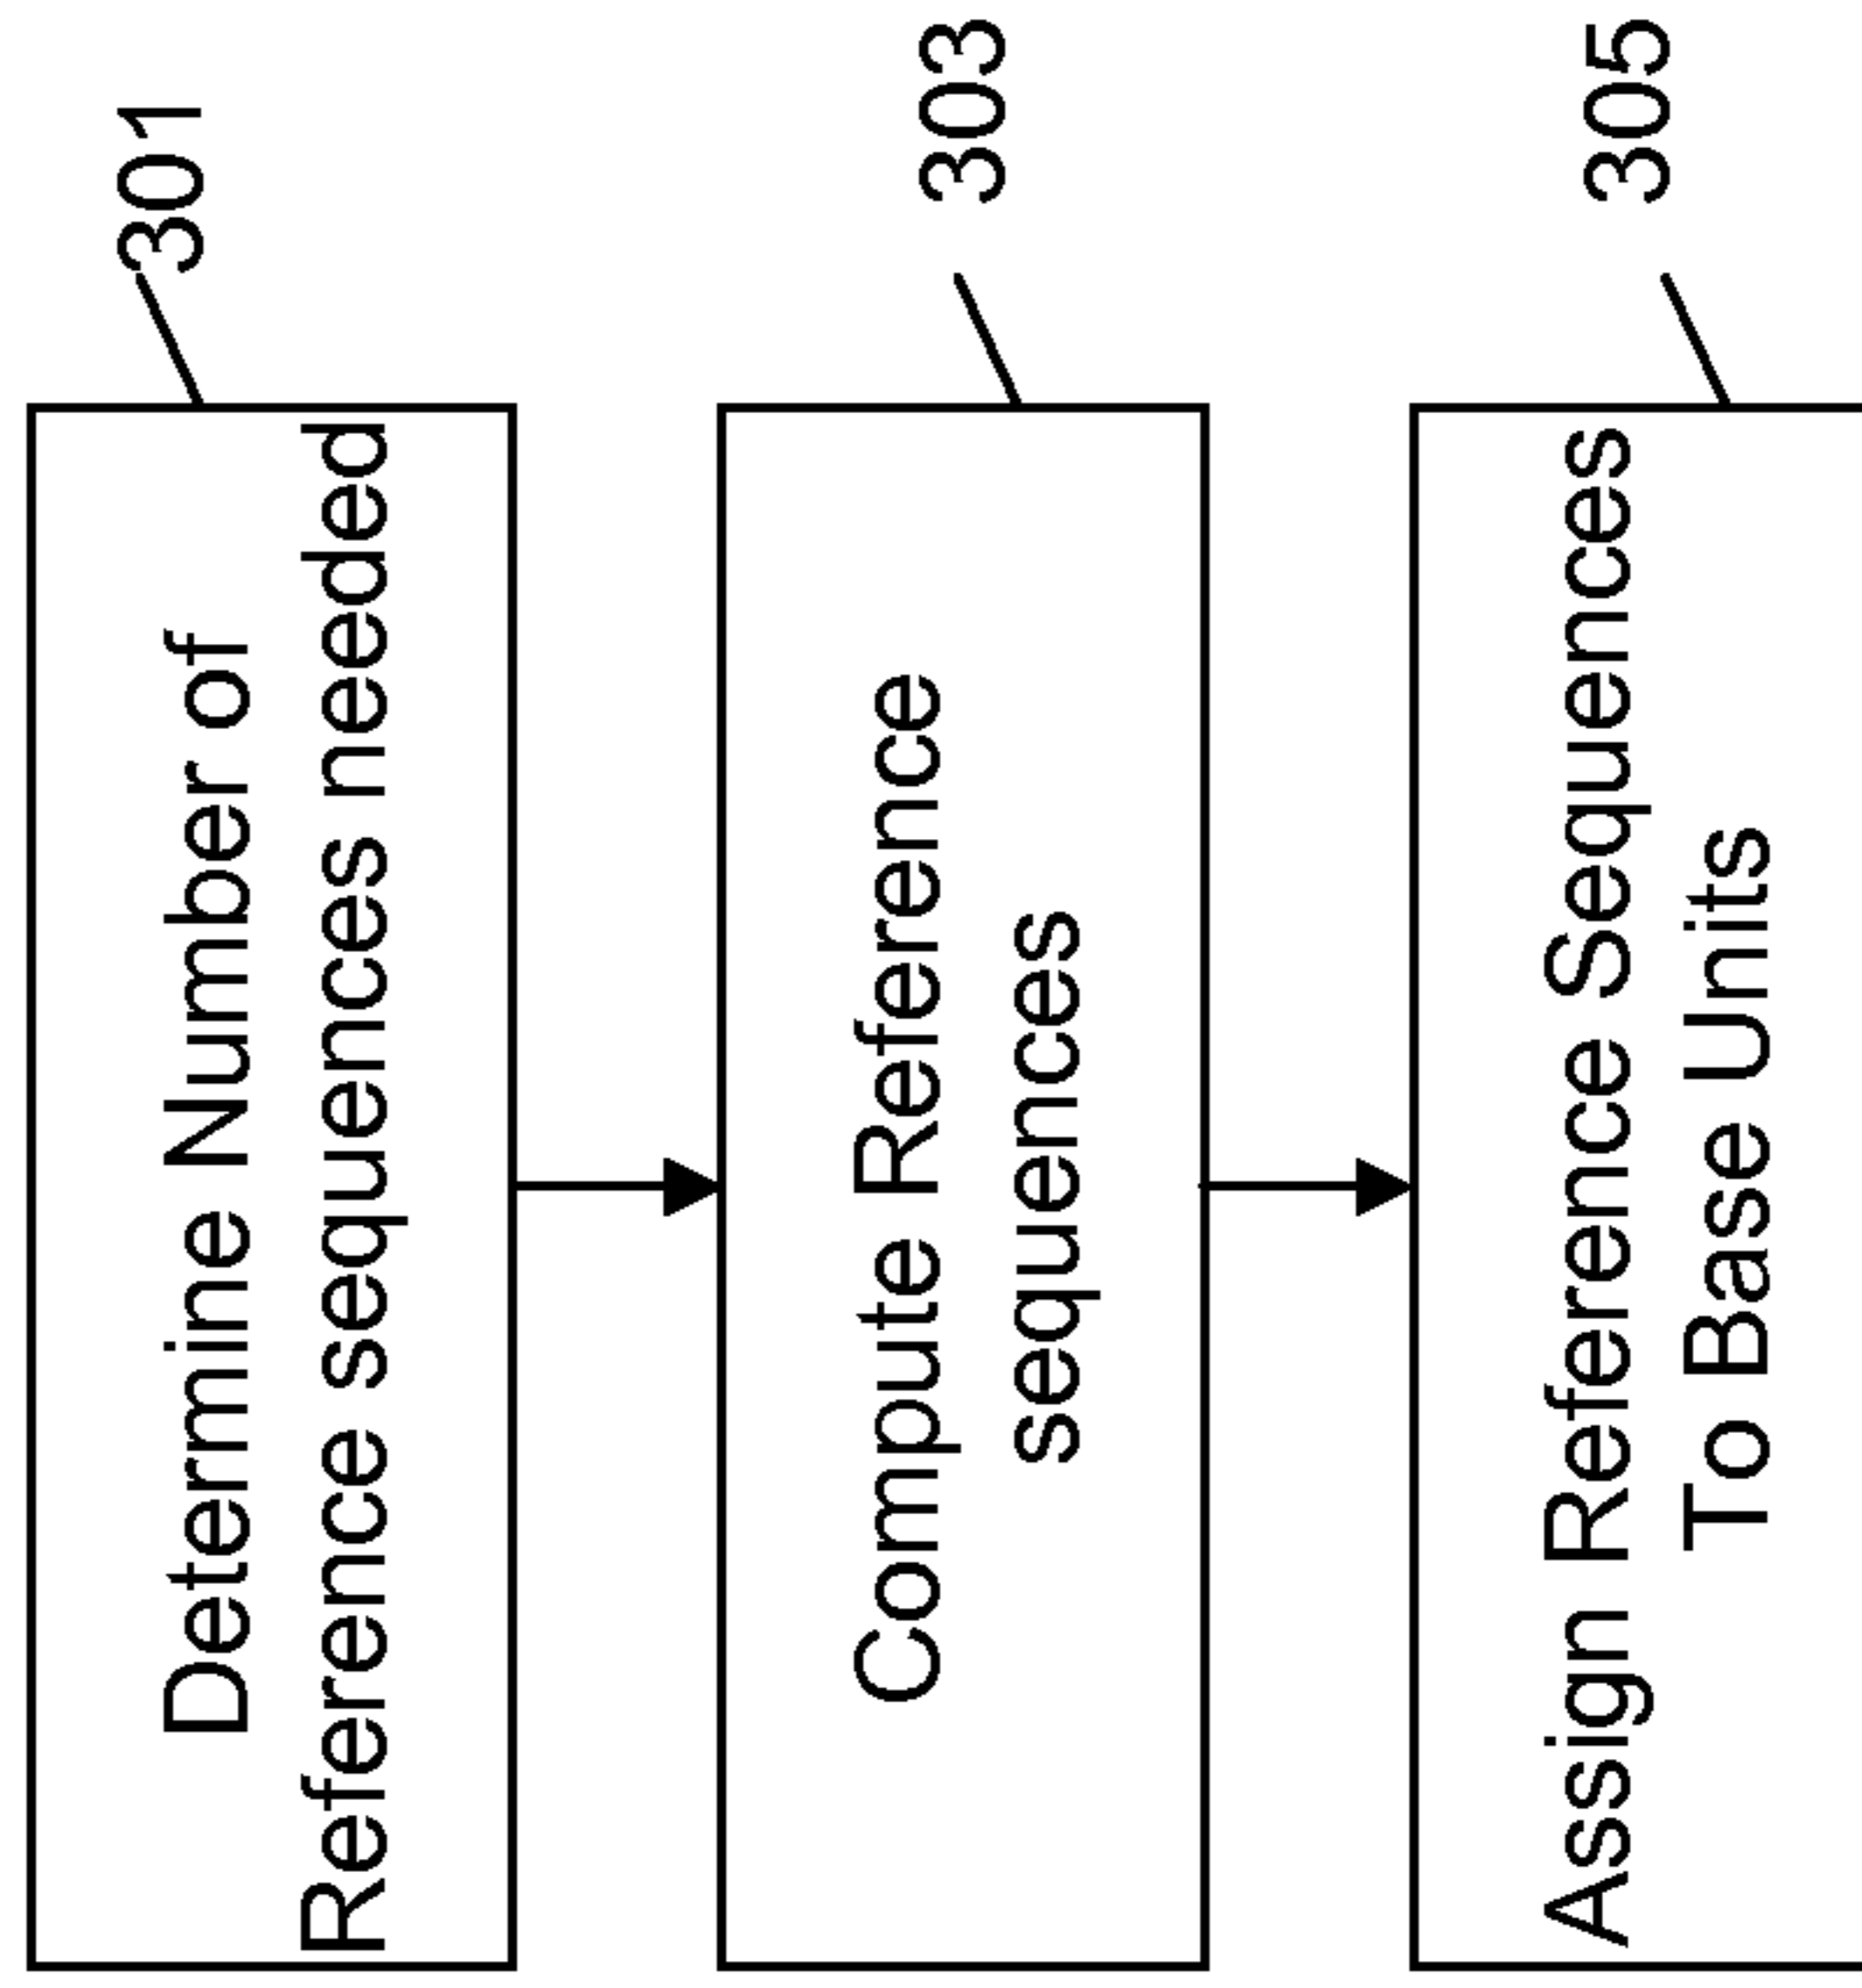 301
Determine Number of
Reference sequences needed
303
Compute Reference
sequences
305
Assign Reference Sequences
To Base Units